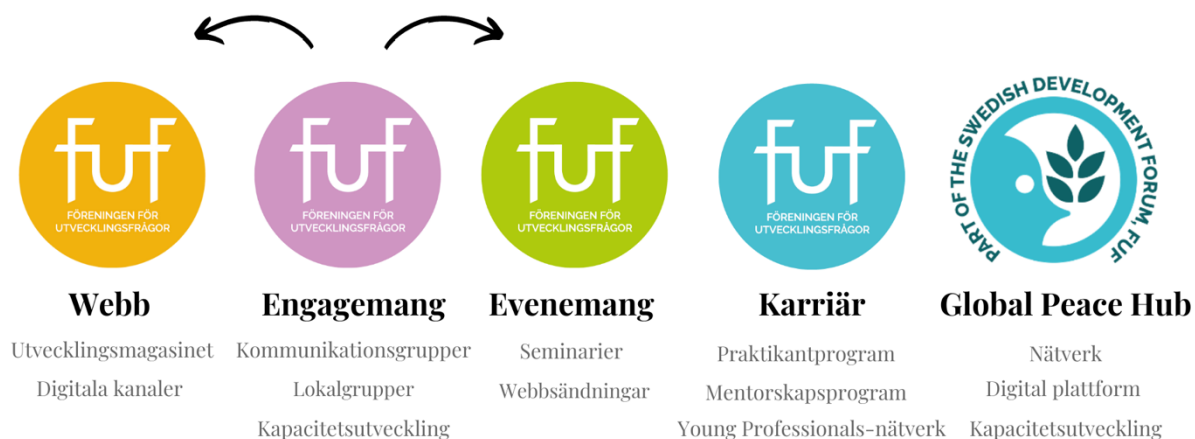 fuf
FÖRENINGEN FÖR
UTVECKLINGSFRÅGOR
Webb
Utvecklingsmagasinet
Digitala kanaler
fuf
FÖRENINGEN FÖR
UTVECKLINGSFRÅGOR
Engagemang
Kommunikationsgrupper
Lokalgrupper
Kapacitetsutveckling
fuf
FÖRENINGEN FÖR
UTVECKLINGSFRÅGOR
Evenemang
Seminarier
Webbsändningar
fuf
FÖRENINGEN FÖR
UTVECKLINGSFRÅGOR
Karriär
Praktikantprogram
Mentorskapsprogram
Young Professionals-nätverk
PART OF THE SWEDISH DEVELOPMENT FORUM, FUF
Global Peace Hub
Nätverk
Digital plattform
Kapacitetsutveckling